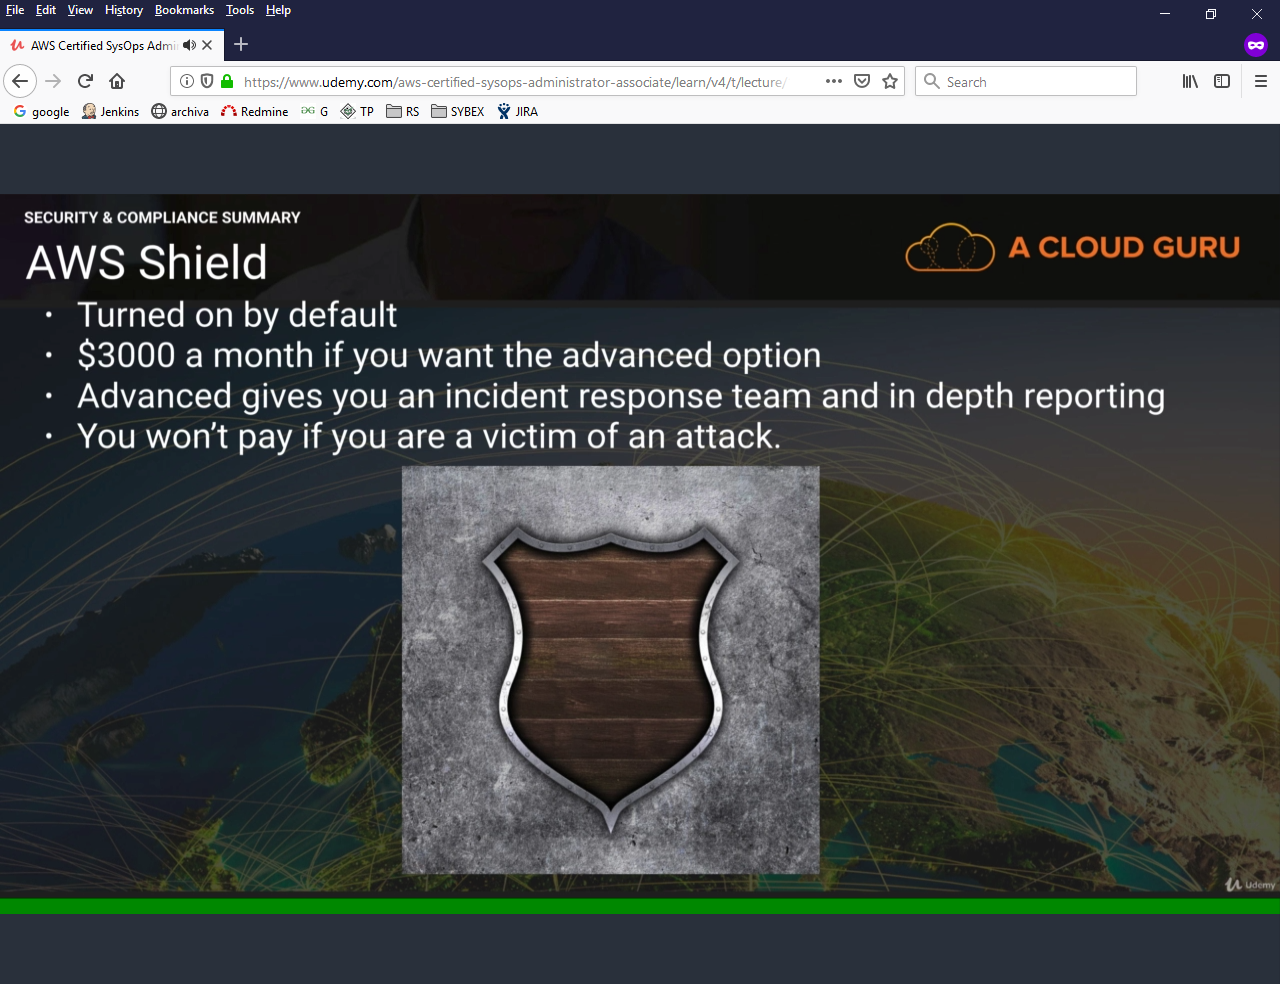 File Edit View History Bookmarks Tools Help
AWS Certified SysOps Admi
https://www.udemy.com/aws-certified-sysops-administrator-associate/learn/v4/t/lecture/
Search
google Jenkins archiva Redmine G TP RS SYBEX JIRA
SECURITY & COMPLIANCE SUMMARY
AWS Shield
A CLOUD GURU
• Turned on by default
• $3000 a month if you want the advanced option
• Advanced gives you an incident response team and in depth reporting
• You won't pay if you are a victim of an attack.
Udemy